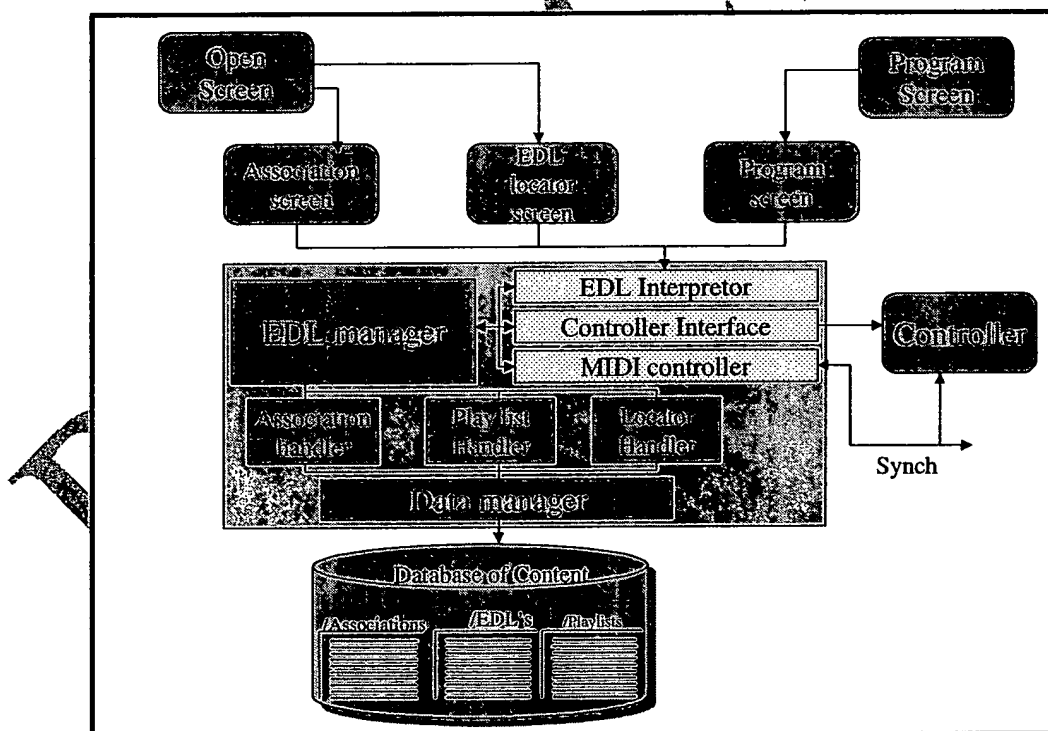 Open
Screen
Program
Screen
Association
screen
EDL
locator
screen
Program
screen
EDL manager
EDL Interpretor
Controller Interface
MIDI controller
Controller
Association
handler
Play list
Handler
Locator
Handler
Synch
Data manager
Database of Content
/Associations
/EDL's
/Playlists